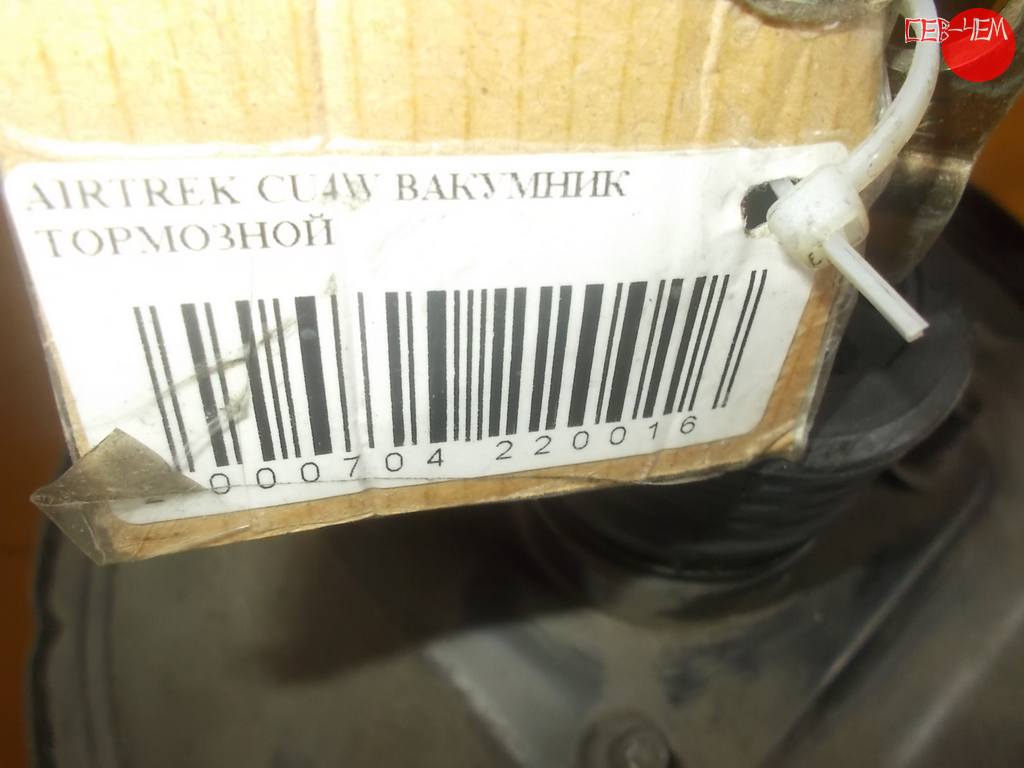 AIRTREK CU4W ВАКУМНИК
ТОРМОЗНОЙ
000704 220016
СЕВ-ЧЕМ